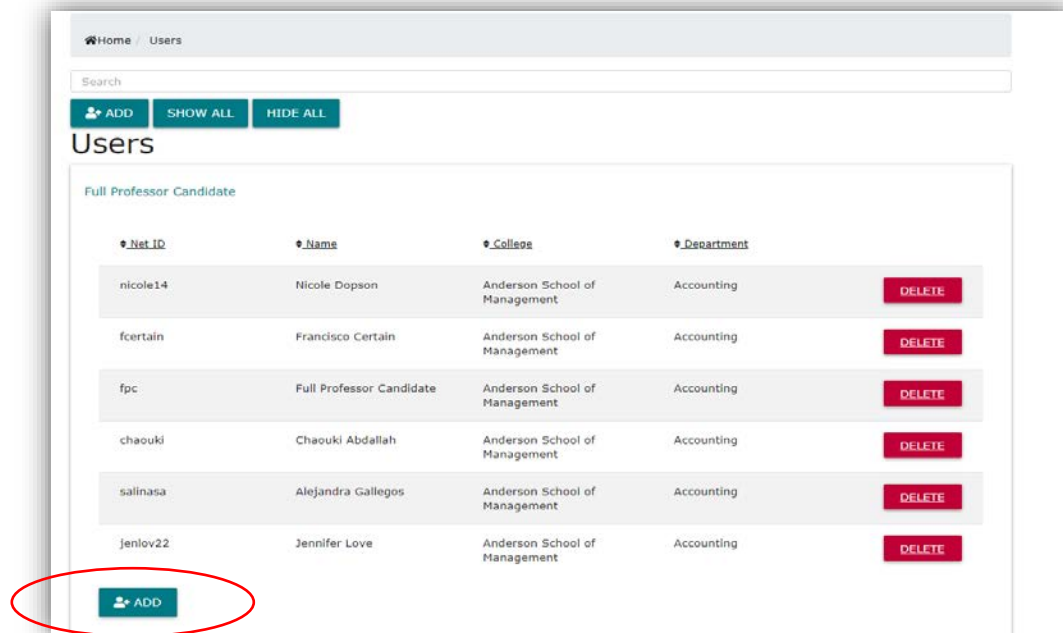 Home / Users
Search
ADD SHOW ALL HIDE ALL
Users
Full Professor Candidate
Net ID Name College Department
nicole14 Nicole Dopson Anderson School of Management Accounting DELETE
fcertain Francisco Certain Anderson School of Management Accounting DELETE
fpc Full Professor Candidate Anderson School of Management Accounting DELETE
chaouki Chaouki Abdallah Anderson School of Management Accounting DELETE
salinasa Alejandra Gallegos Anderson School of Management Accounting DELETE
jenlov22 Jennifer Love Anderson School of Management Accounting DELETE
ADD